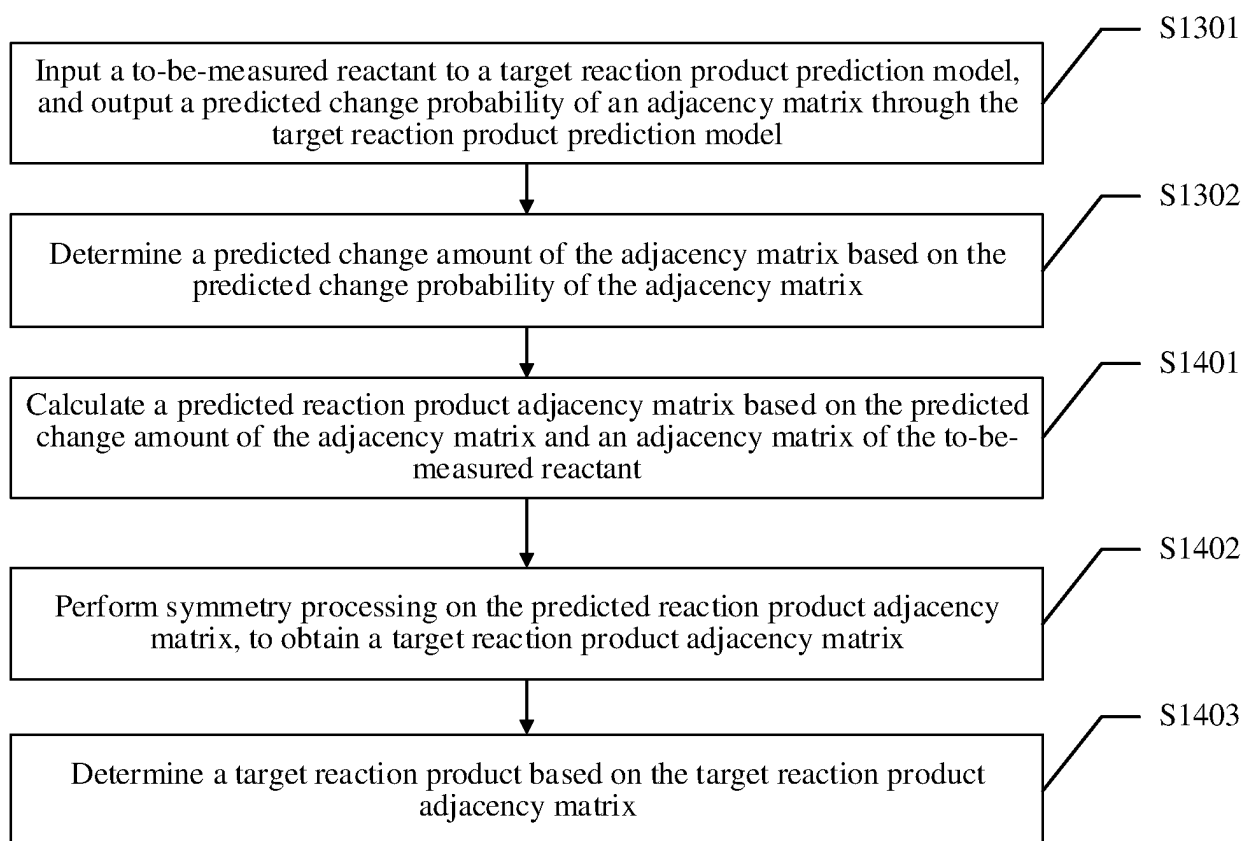 S1301
Input a to-be-measured reactant to a target reaction product prediction model,
and output a predicted change probability of an adjacency matrix through the
target reaction product prediction model
S1302
Determine a predicted change amount of the adjacency matrix based on the
predicted change probability of the adjacency matrix
S1401
Calculate a predicted reaction product adjacency matrix based on the predicted
change amount of the adjacency matrix and an adjacency matrix of the to-be-
measured reactant
S1402
Perform symmetry processing on the predicted reaction product adjacency
matrix, to obtain a target reaction product adjacency matrix
S1403
Determine a target reaction product based on the target reaction product
adjacency matrix